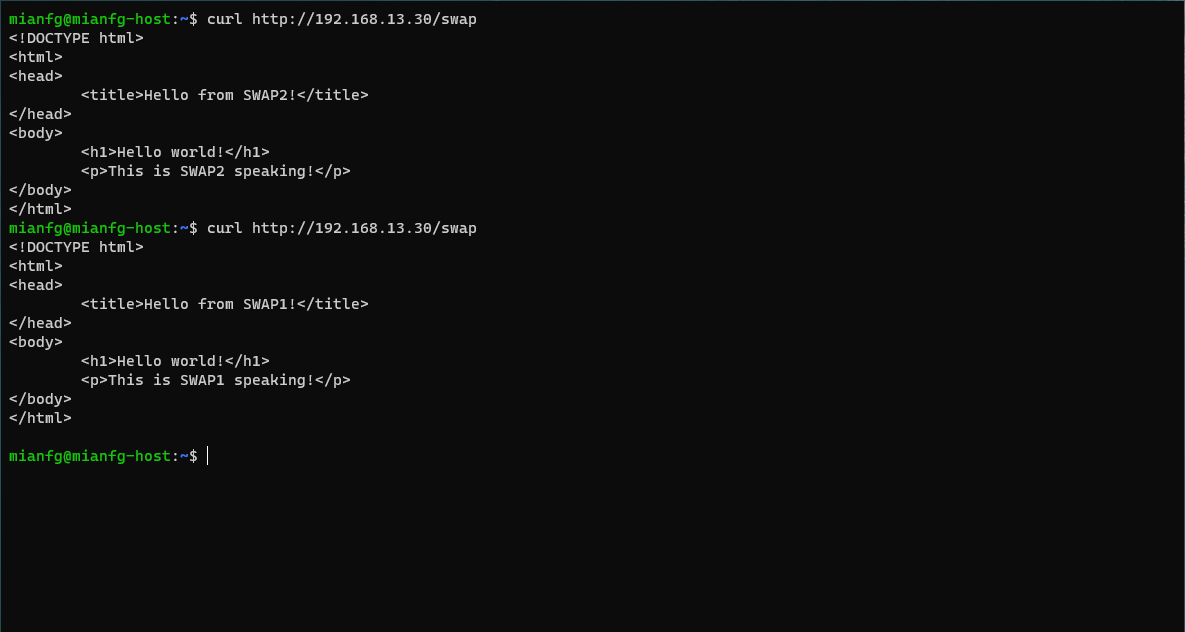 mianfg@mianfg-host:~$ curl http://192.168.13.30/swap
<!DOCTYPE html>
<html>
<head>
        <title>Hello from SWAP2!</title>
</head>
<body>
        <h1>Hello world!</h1>
        <p>This is SWAP2 speaking!</p>
</body>
</html>
mianfg@mianfg-host:~$ curl http://192.168.13.30/swap
<!DOCTYPE html>
<html>
<head>
        <title>Hello from SWAP1!</title>
</head>
<body>
        <h1>Hello world!</h1>
        <p>This is SWAP1 speaking!</p>
</body>
</html>

mianfg@mianfg-host:~$